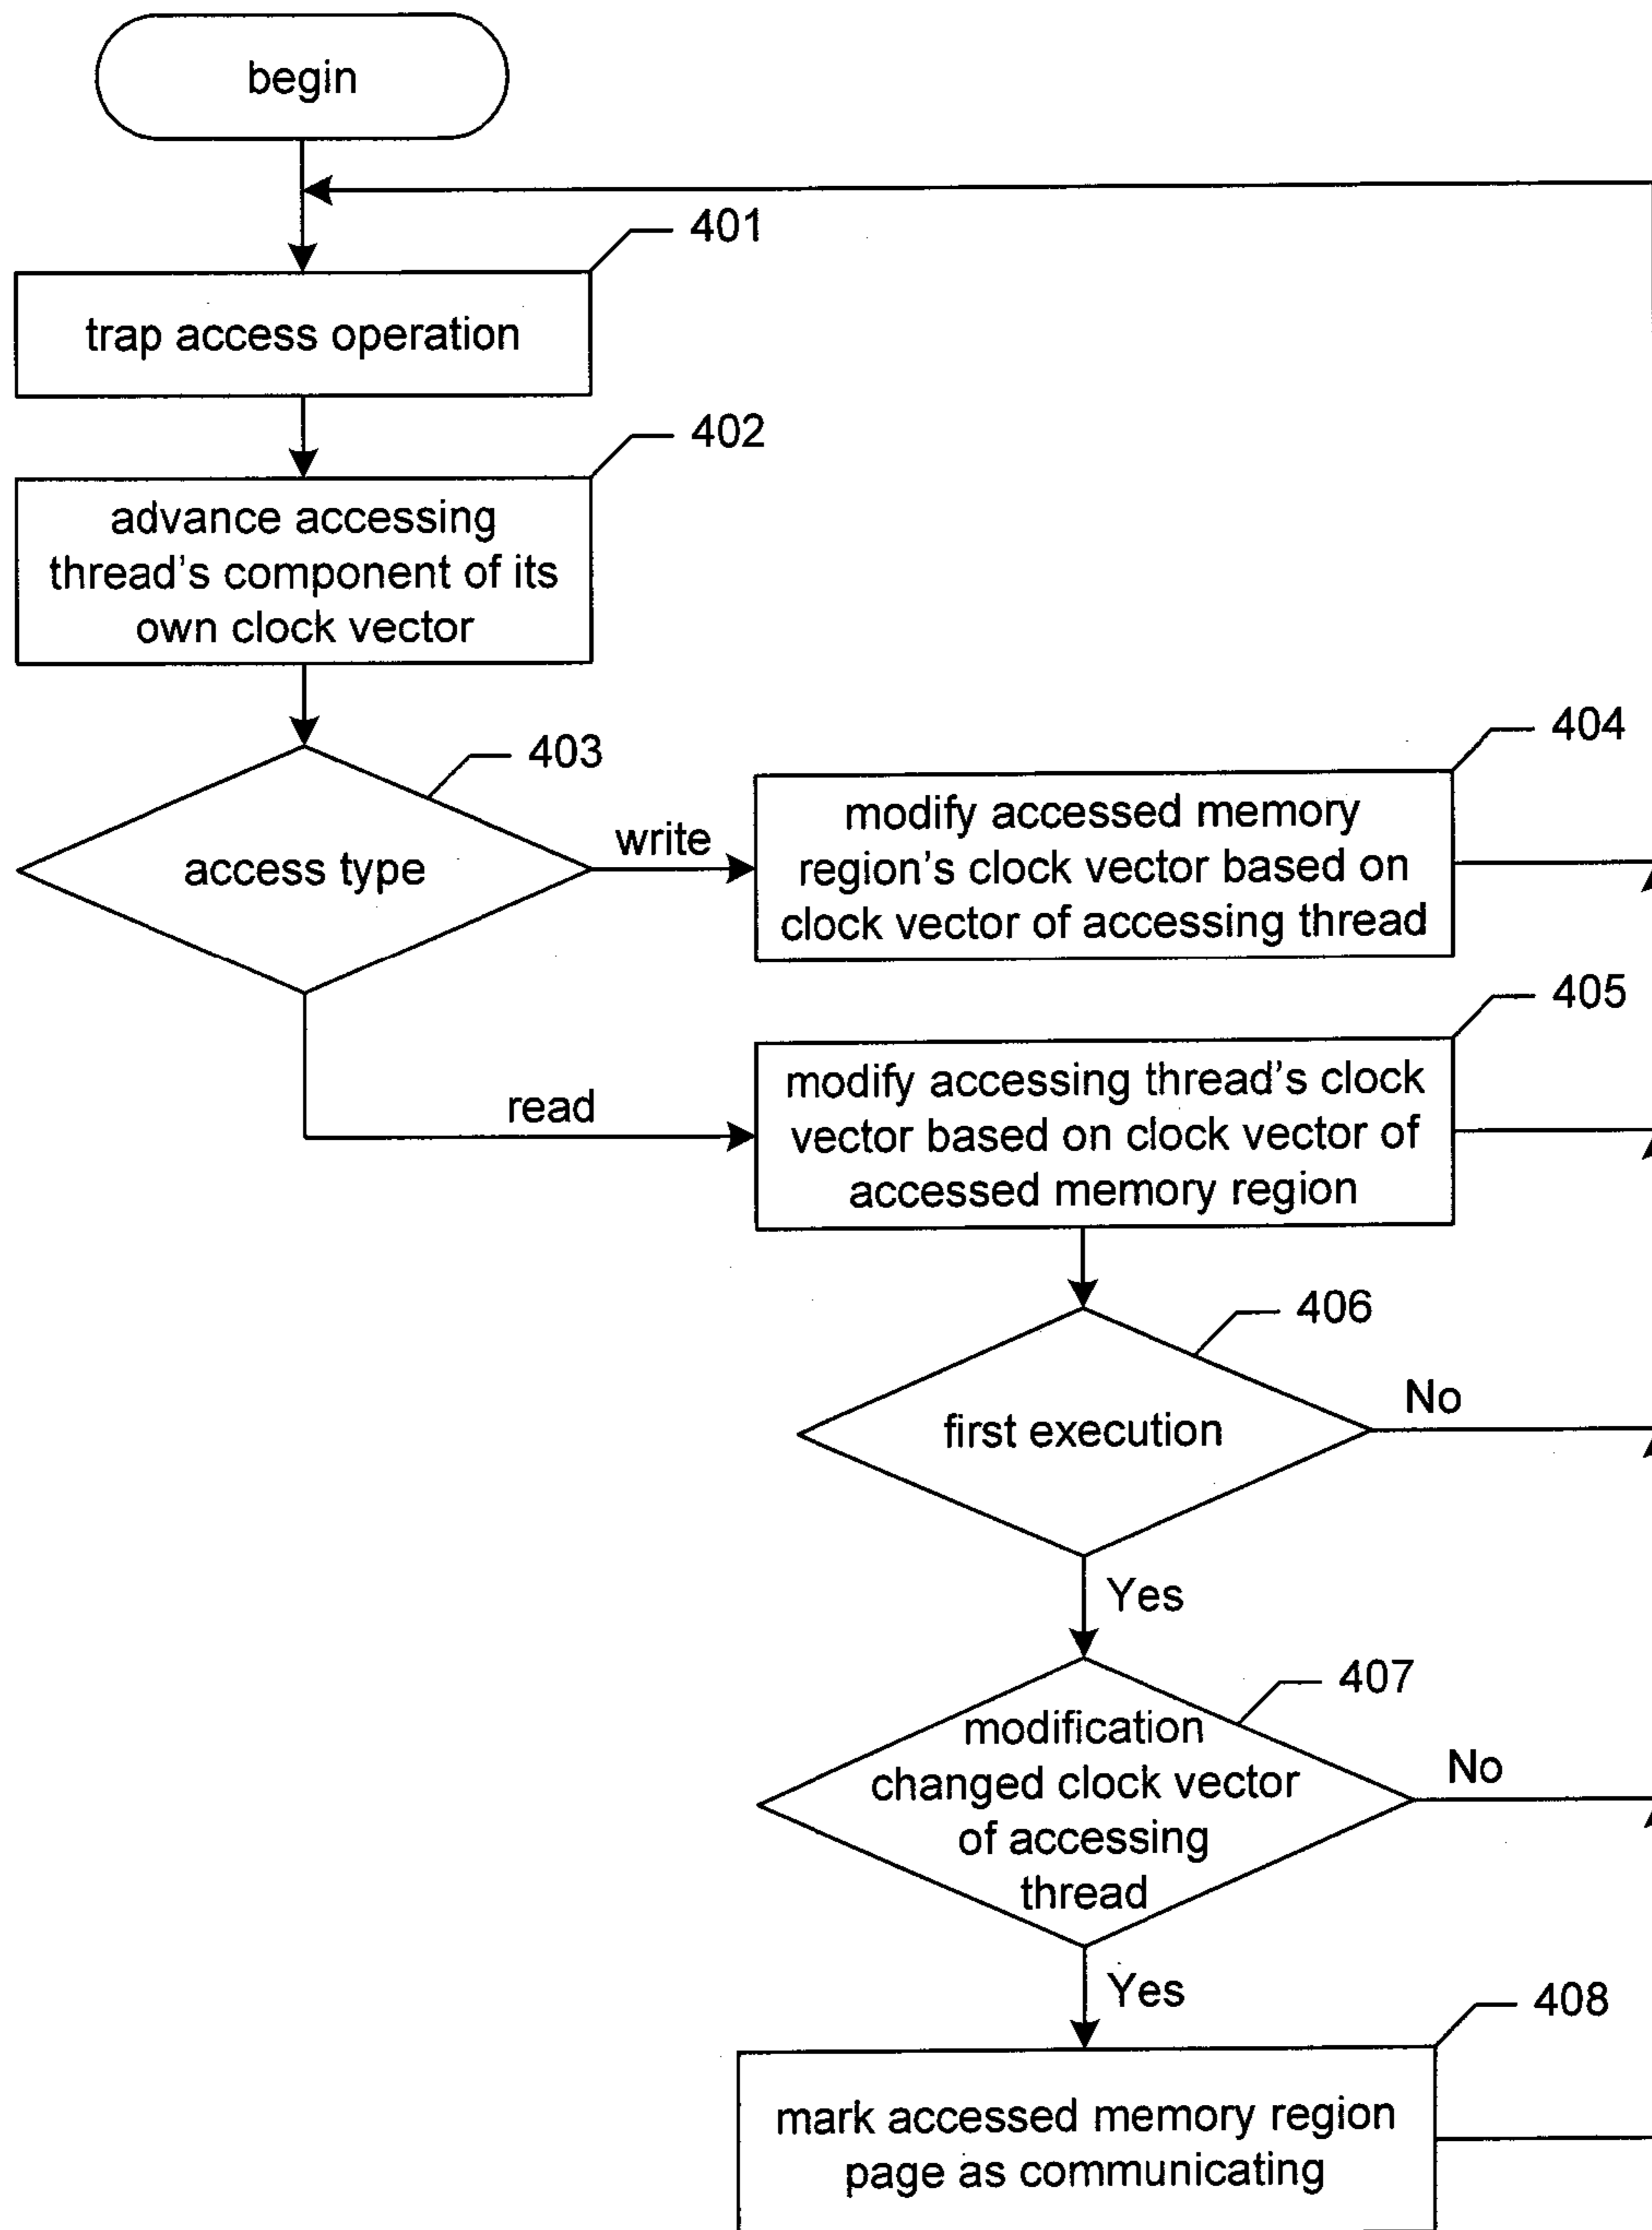 begin
401
trap access operation
402
advance accessing
thread's component of its
own clock vector
403
access type
write
404
modify accessed memory
region's clock vector based on
clock vector of accessing thread
read
405
modify accessing thread's clock
vector based on clock vector of
accessed memory region
406
first execution
No
Yes
407
modification
changed clock vector
of accessing
thread
No
Yes
408
mark accessed memory region
page as communicating